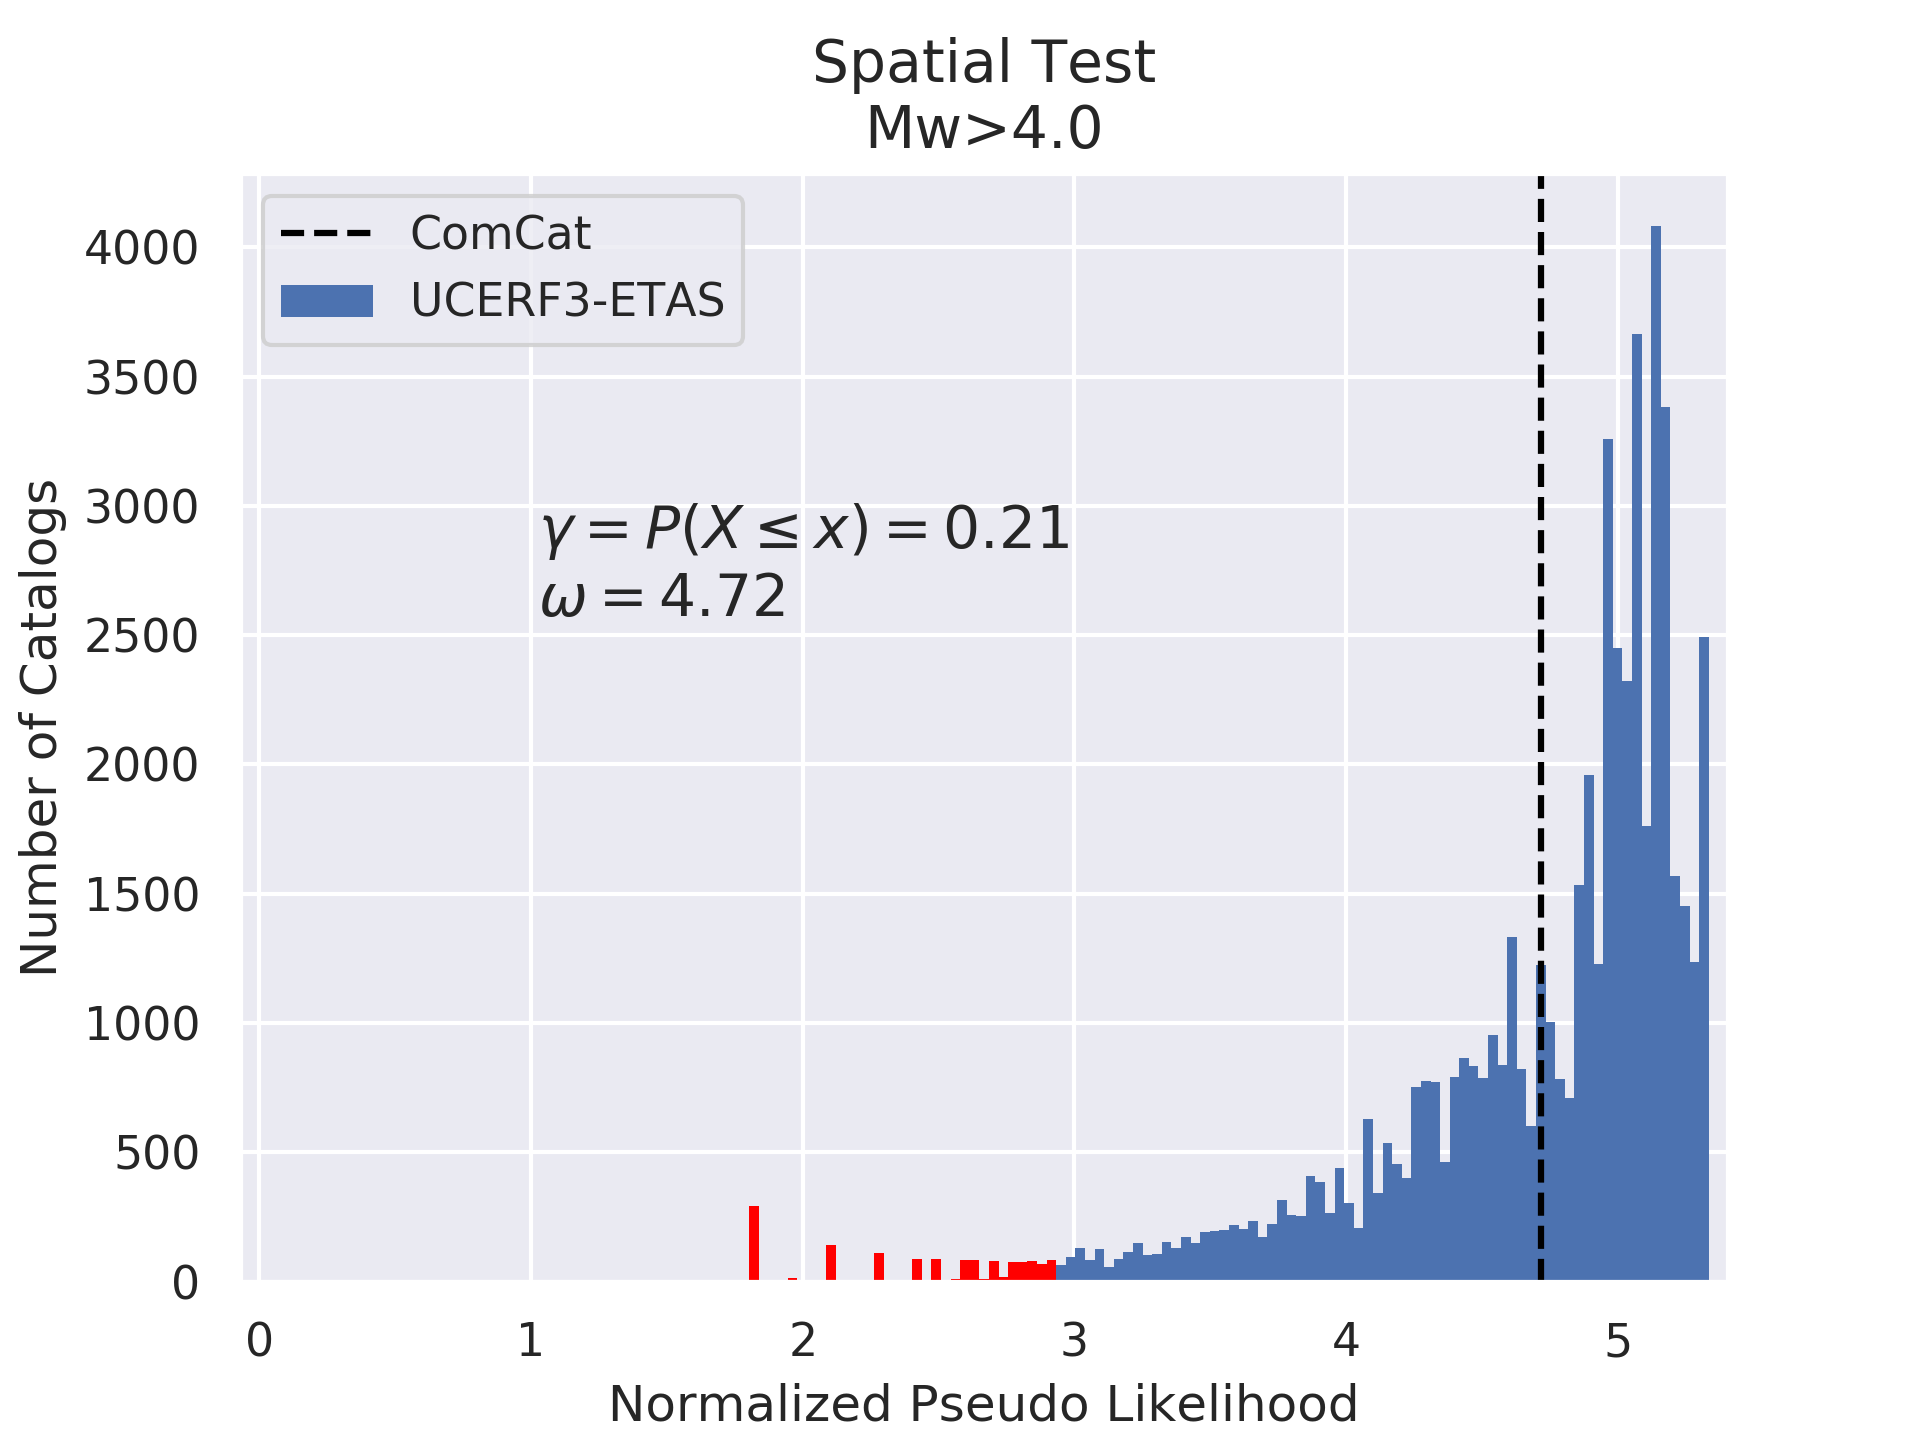 Spatial Test
Mw>4.0
ComCat
UCERF3-ETAS
γ = P(X ≤ x) = 0.21
ω = 4.72
Number of Catalogs
4000
3500
3000
2500
2000
1500
1000
500
0
0 1 2 3 4 5
Normalized Pseudo Likelihood